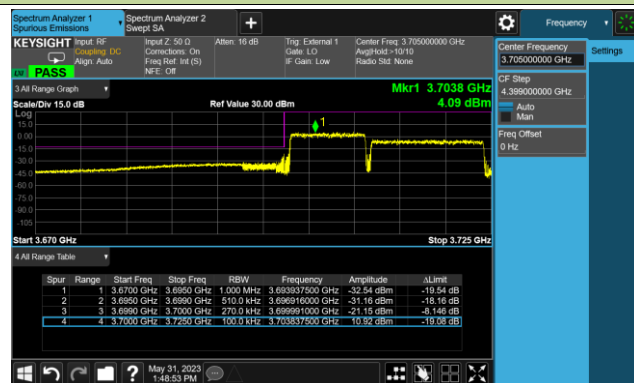 Spectrum Analyzer 1
Spurious Emissions
Spectrum Analyzer 2
Swept SA
Frequency
KEYSIGHT
Input: RF
Coupling: DC
Align: Auto
Input Z: 50 Ω
Corrections: On
Freq Ref: Int (S)
NFE: Off
Atten: 16 dB
Trig: External 1
Gate: LO
IF Gain: Low
Center Freq: 3.705000000 GHz
Avg|Hold:>10/10
Radio Std: None
PASS
Center Frequency
3.705000000 GHz
Settings
CF Step
4.399000000 GHz
Auto
Man
Freq Offset
0 Hz
3 All Range Graph
Mkr1 3.7038 GHz
Scale/Div 15.0 dB
Ref Value 30.00 dBm
4.09 dBm
Log
15.0
0.00
-15.0
-30.0
-45.0
-60.0
-75.0
-90.0
-105
1
Start 3.670 GHz
Stop 3.725 GHz
4 All Range Table
Spur Range Start Freq Stop Freq RBW Frequency Amplitude ΔLimit
1 1 3.6700 GHz 3.6950 GHz 1.000 MHz 3.693937500 GHz -32.54 dBm -19.54 dB
2 2 3.6950 GHz 3.6990 GHz 510.0 kHz 3.696916000 GHz -31.16 dBm -18.16 dB
3 3 3.6990 GHz 3.7000 GHz 270.0 kHz 3.699991000 GHz -21.15 dBm -8.146 dB
4 4 3.7000 GHz 3.7250 GHz 100.0 kHz 3.703837500 GHz 10.92 dBm -19.08 dB
May 31, 2023
1:48:53 PM